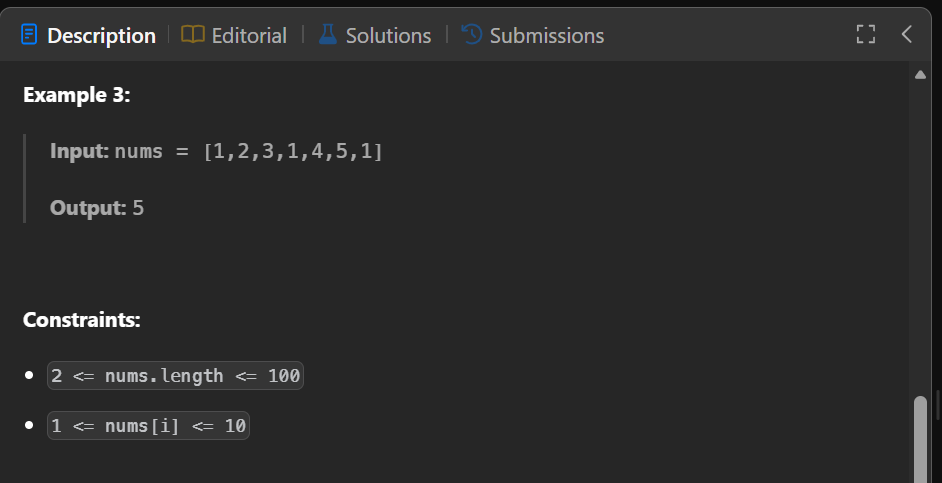 Description Editorial Solutions Submissions
Example 3:
Input: nums = [1,2,3,1,4,5,1]
Output: 5
Constraints:
2 <= nums.length <= 100
1 <= nums[i] <= 10